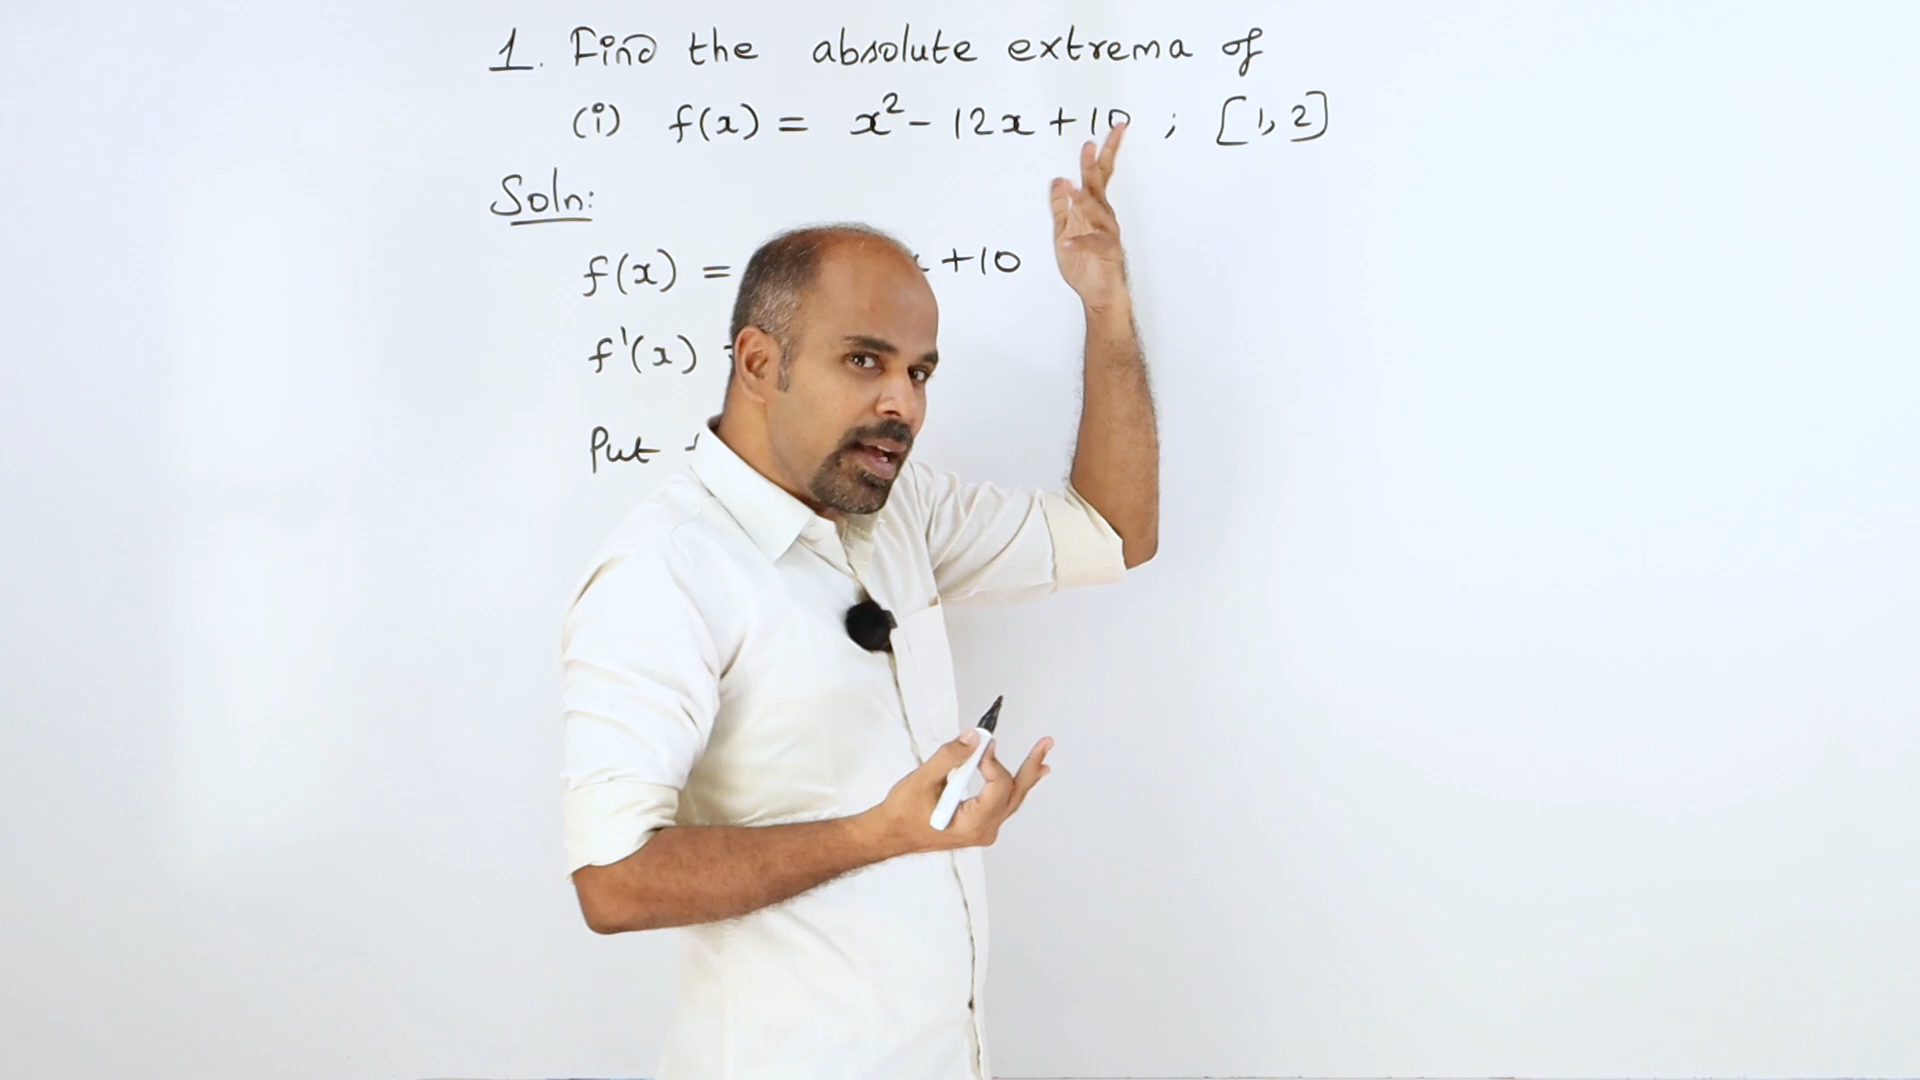 1. Find the absolute extrema of
(i) f(x) = x² - 12x + 10 ; [1, 2]
Soln:
f(x) = +10
f'(x)
Put